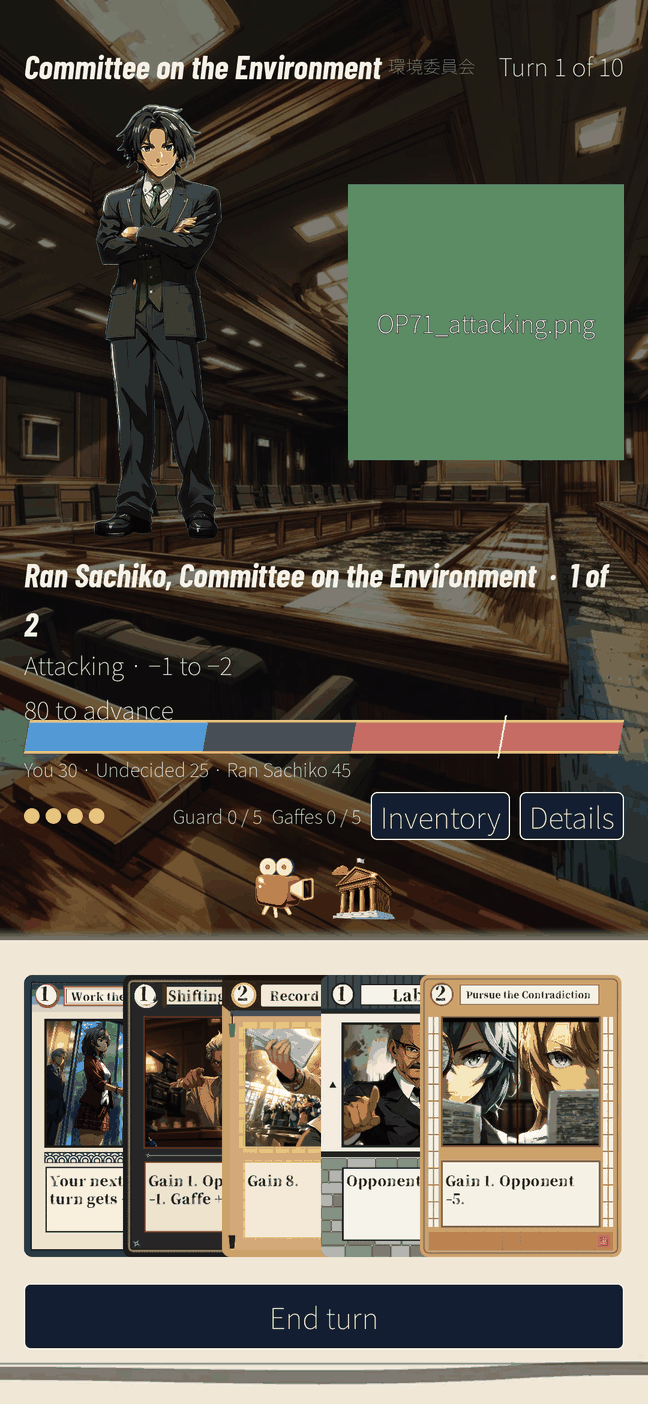 Committee on the Environment 環境委員会 Turn 1 of 10
OP71_attacking.png
Ran Sachiko, Committee on the Environment · 1 of
2
Attacking · −1 to −2
80 to advance
You 30 · Undecided 25 · Ran Sachiko 45
Guard 0 / 5 Gaffes 0 / 5 Inventory Details
1 Work the
1 Shifting
2 Record
1 Lab
2 Pursue the Contradiction
Your next
turn gets
Gain 1. Op
-1. Gaffe +
Gain 8.
Opponent
Gain 1. Opponent
-5.
End turn